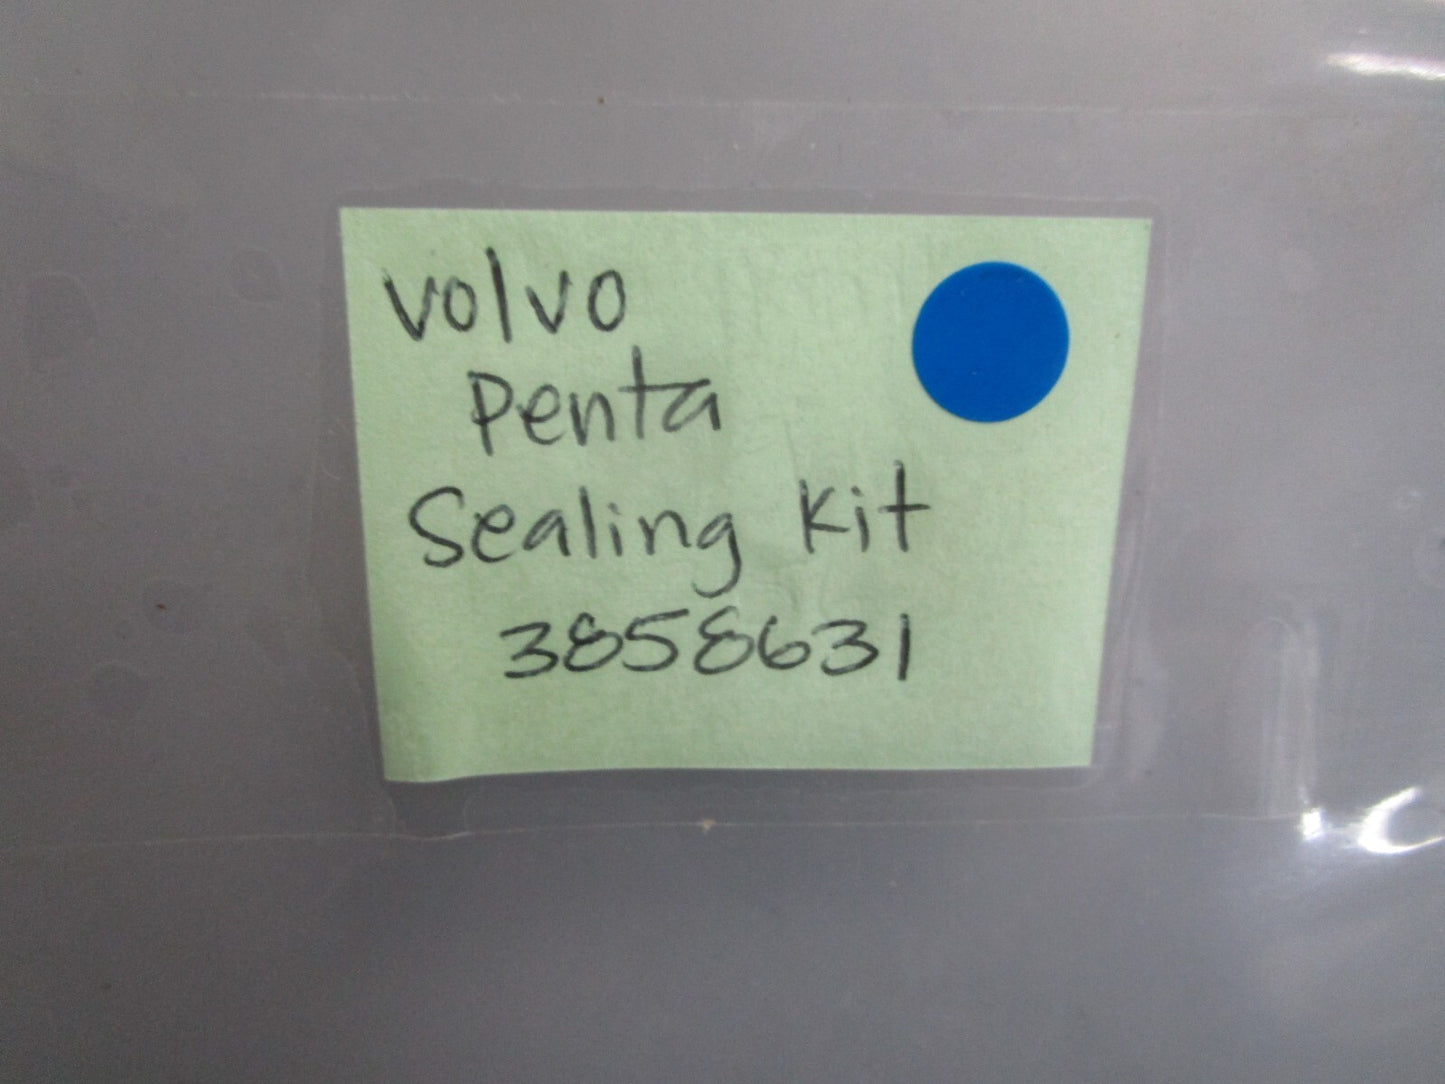 Volvo
Penta
Sealing Kit
3858631